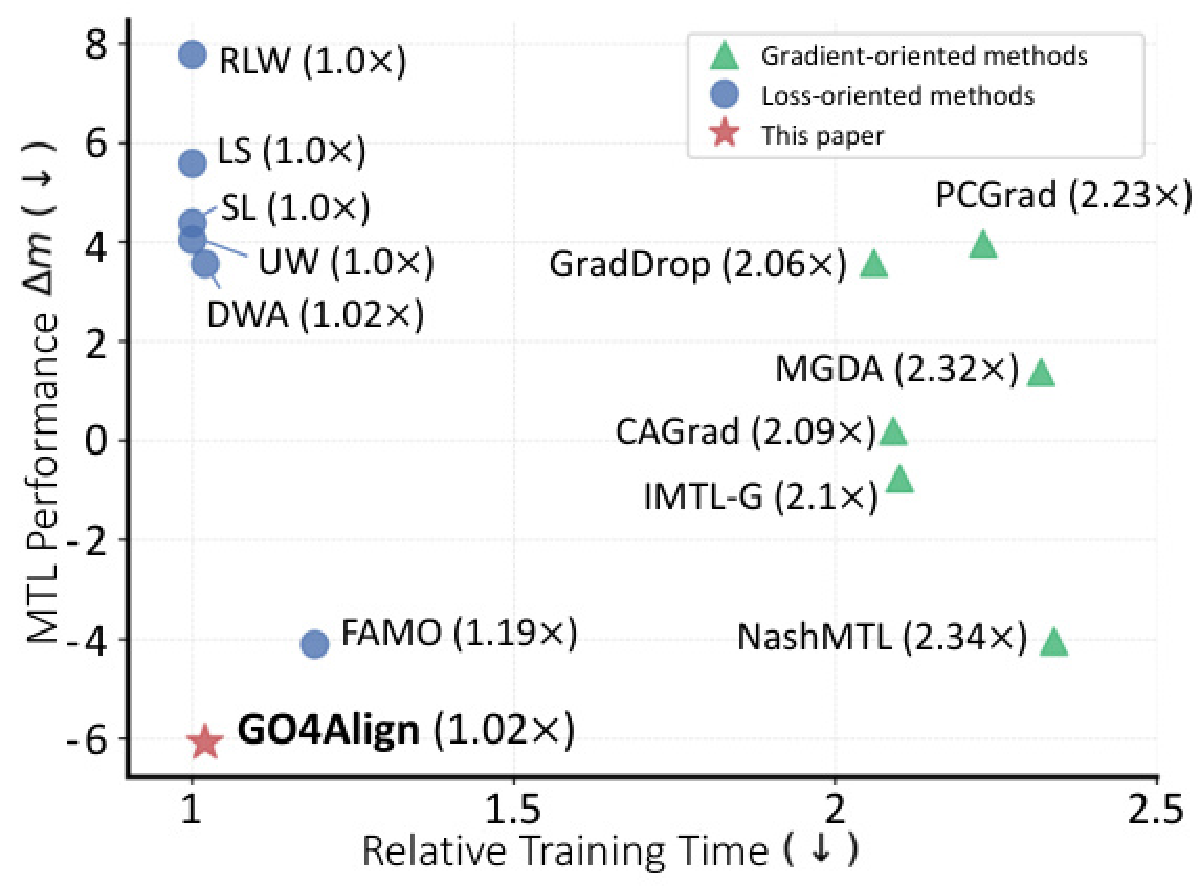 8
RLW (1.0×)
Gradient-oriented methods
Loss-oriented methods
This paper
6
LS (1.0×)
SL (1.0×)
PCGrad (2.23×)
4
UW (1.0×)
GradDrop (2.06×)
DWA (1.02×)
2
MGDA (2.32×)
0
CAGrad (2.09×)
IMTL-G (2.1×)
-2
-4
FAMO (1.19×)
NashMTL (2.34×)
-6
GO4Align (1.02×)
MTL Performance Δm (↓)
1
1.5
2
2.5
Relative Training Time (↓)